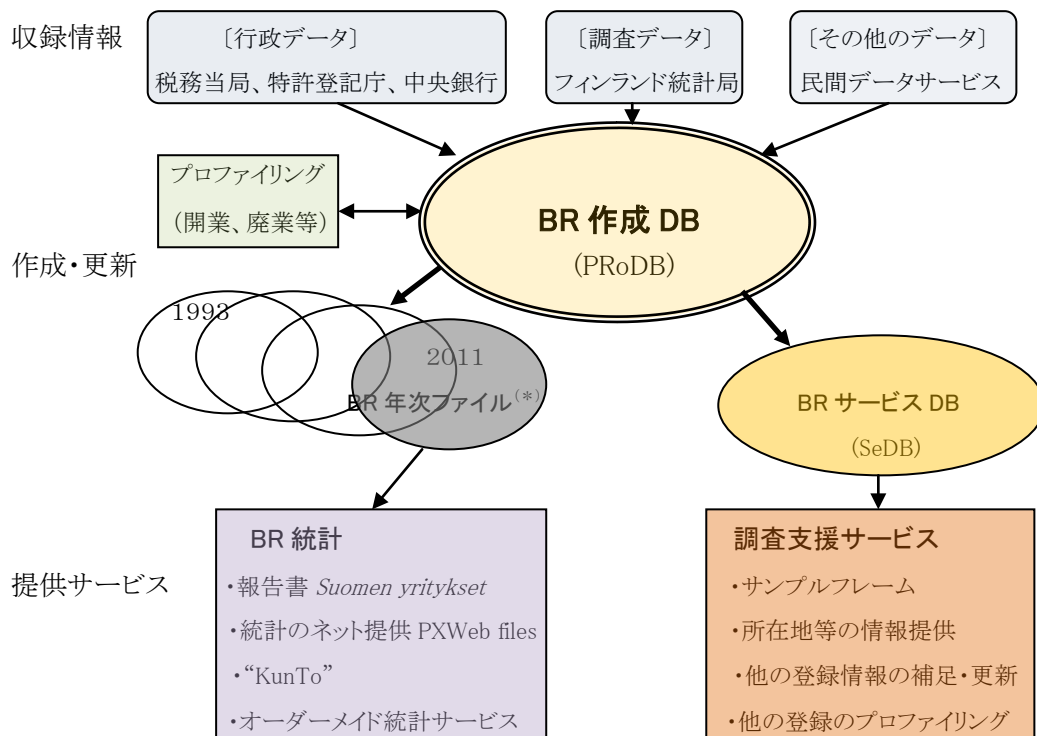 収録情報
〔行政データ〕
税務当局、特許登記庁、中央銀行
〔調査データ〕
フィンランド統計局
〔その他のデータ〕
民間データサービス
プロファイリング
（開業、廃業等）
BR 作成 DB
(PRoDB)
作成・更新
1993
2011
BR 年次ファイル(*)
BR サービス DB
(SeDB)
提供サービス
BR 統計
・報告書 Suomen yritykset
・統計のネット提供 PXWeb files
・“KunTo”
・オーダーメイド統計サービス
調査支援サービス
・サンプルフレーム
・所在地等の情報提供
・他の登録情報の補足・更新
・他の登録のプロファイリング